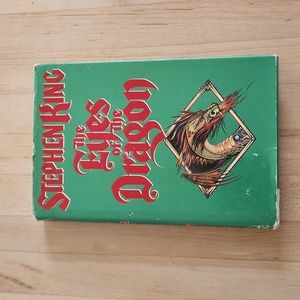 STEPHEN KING
The
Eyes
of the
Dragon